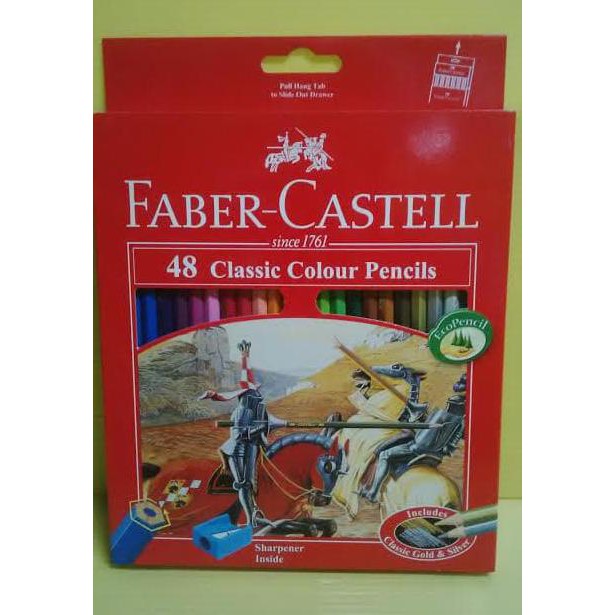 Pull Hang Tab
to Slide Out Drawer
FABER-CASTELL
since 1761
48 Classic Colour Pencils
EcoPencil
Includes
Classic Gold & Silver
Sharpener
Inside